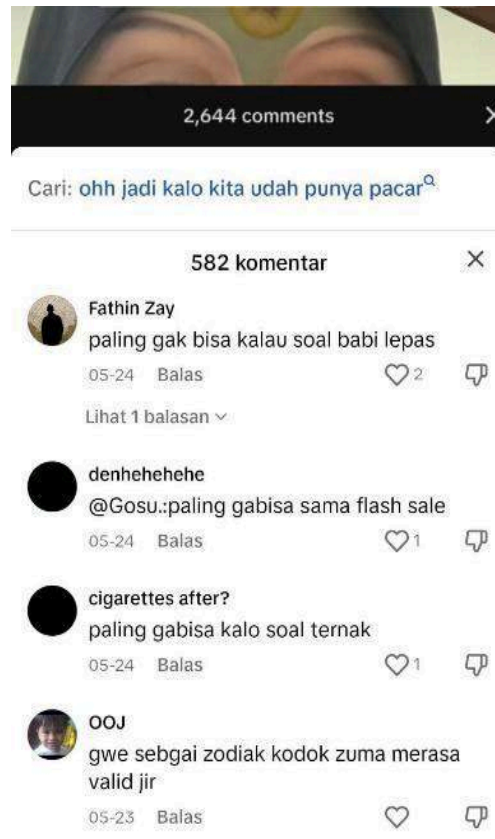 2,644 comments
Cari: ohh jadi kalo kita udah punya pacar
582 komentar
Fathin Zay
paling gak bisa kalau soal babi lepas
05-24 Balas 2
Lihat 1 balasan
denhehehehe
@Gosu.:paling gabisa sama flash sale
05-24 Balas 1
cigarettes after?
paling gabisa kalo soal ternak
05-24 Balas 1
OOJ
gwe sebgai zodiak kodok zuma merasa
valid jir
05-23 Balas